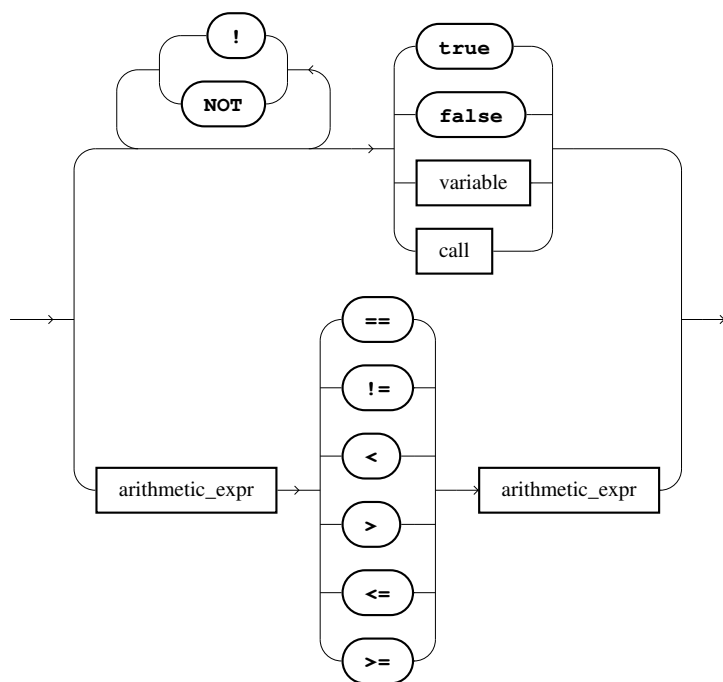 !
NOT
true
false
variable
call
==
!=
<
arithmetic_expr
arithmetic_expr
>
<=
>=